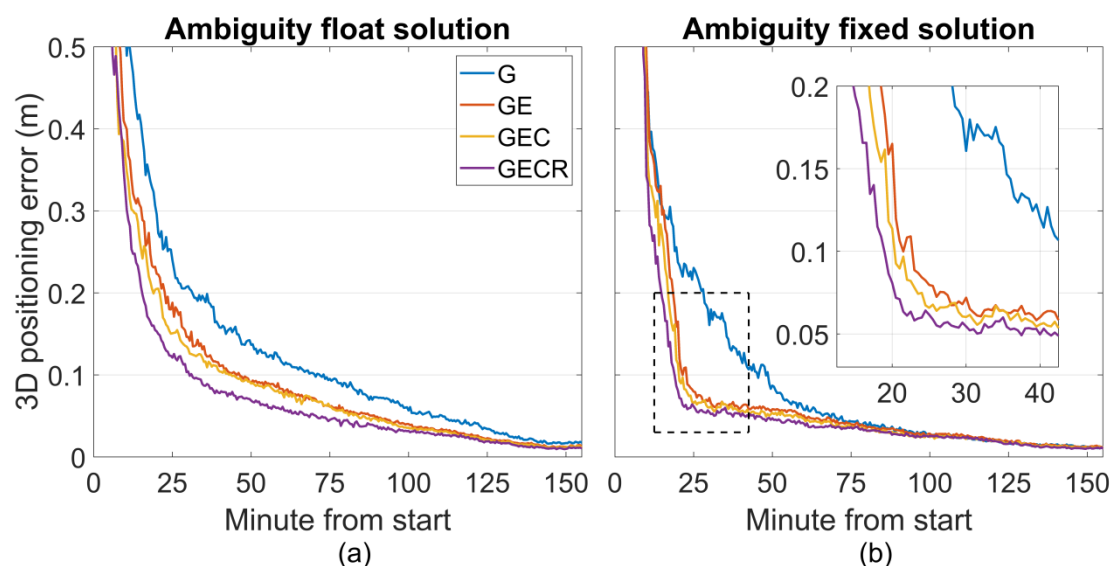 Ambiguity float solution
3D positioning error (m)
0.5
0.4
0.3
0.2
0.1
0
G
GE
GEC
GECR
0 25 50 75 100 125 150
Minute from start
(a)
Ambiguity fixed solution
0.2
0.15
0.1
0.05
20 30 40
0 25 50 75 100 125 150
Minute from start
(b)